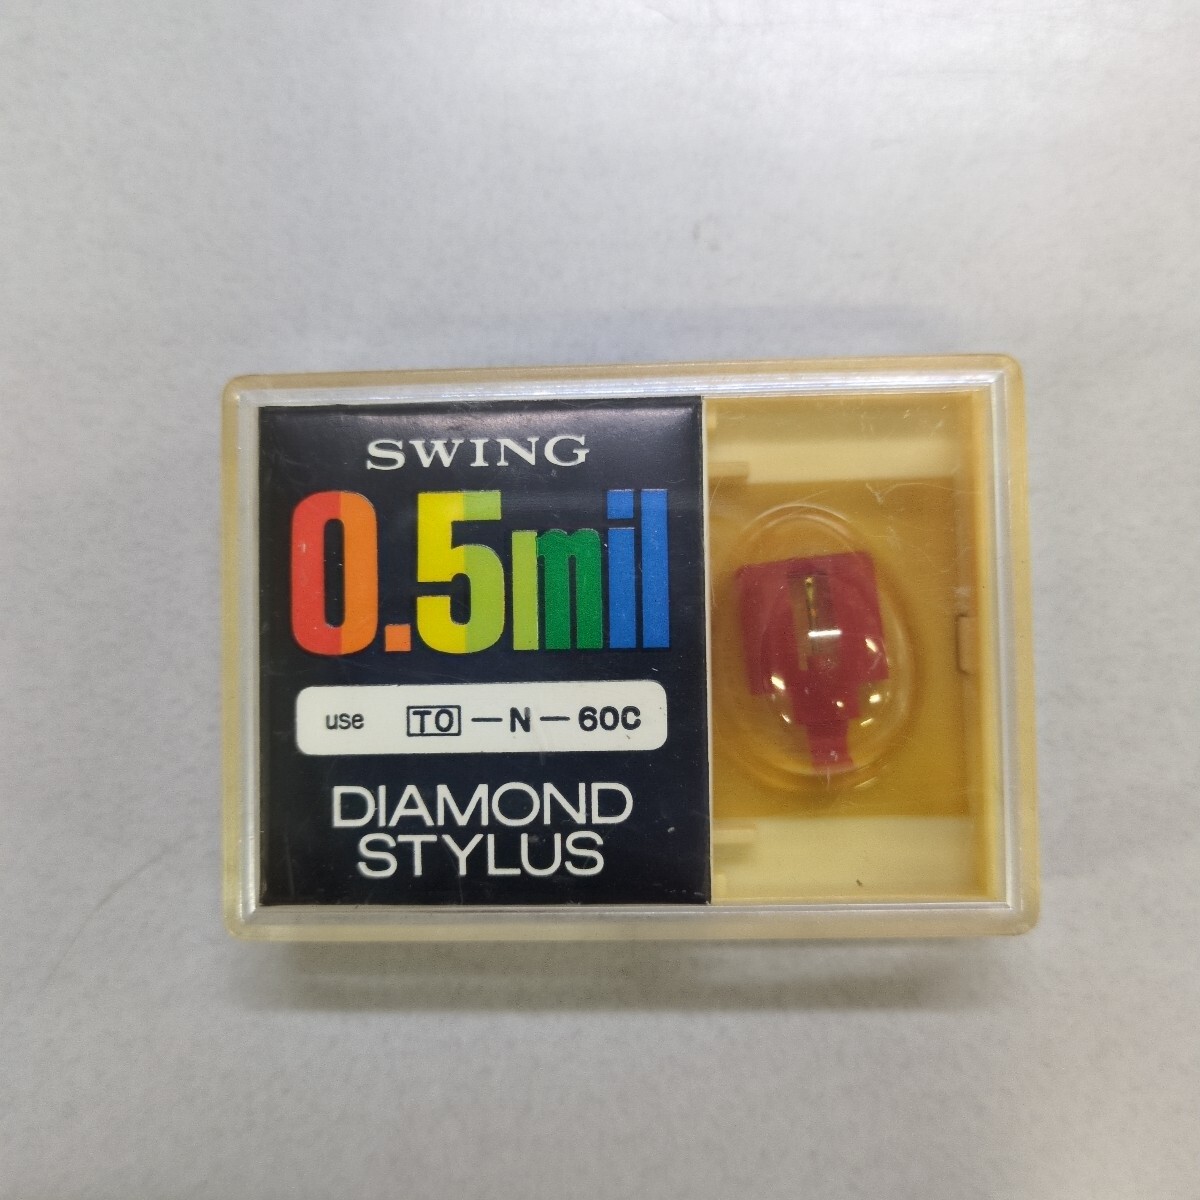 SWING
0.5mil
use TO-N-60C
DIAMOND
STYLUS